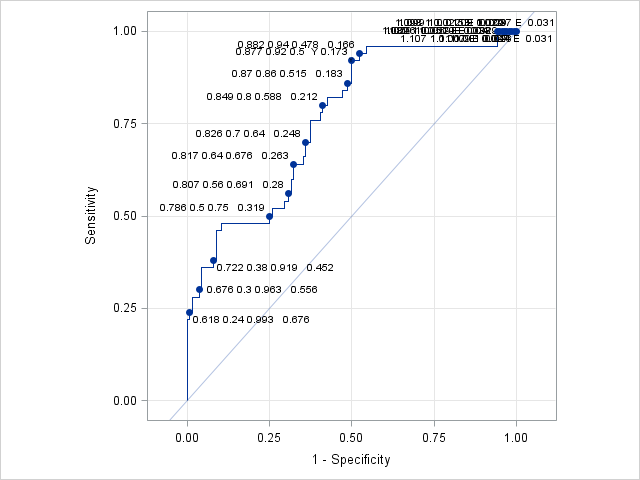 1.00
0.882 0.94 0.478 0.166
0.877 0.92 0.5 Y 0.173
E 0.031
1.107
E 0.031
0.87 0.86 0.515 0.183
0.849 0.8 0.588 0.212
0.75
0.826 0.7 0.64 0.248
0.817 0.64 0.676 0.263
0.807 0.56 0.691 0.28
0.786 0.5 0.75 0.319
0.50
0.722 0.38 0.919 0.452
0.676 0.3 0.963 0.556
0.25
0.618 0.24 0.993 0.676
0.00
Sensitivity
0.00 0.25 0.50 0.75 1.00
1 - Specificity